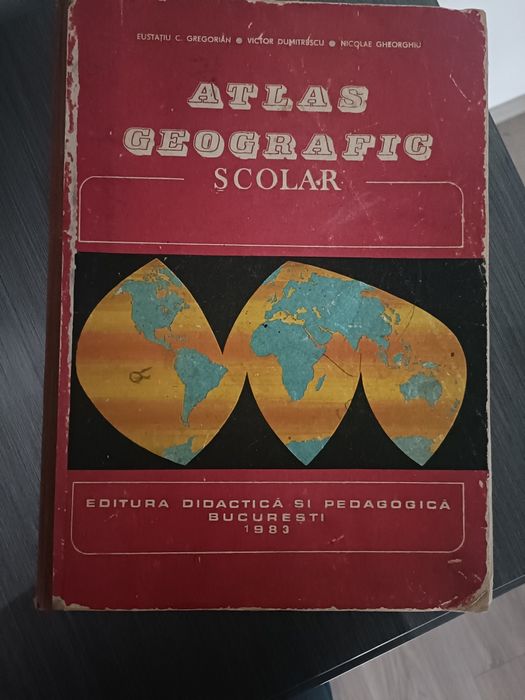 EUSTAȚIU C. GREGORIAN • VICTOR DUMITRESCU • NICOLAE GHEORGHIU
ATLAS
GEOGRAFIC
ȘCOLAR
EDITURA DIDACTICĂ ȘI PEDAGOGICĂ
BUCUREȘTI
1983